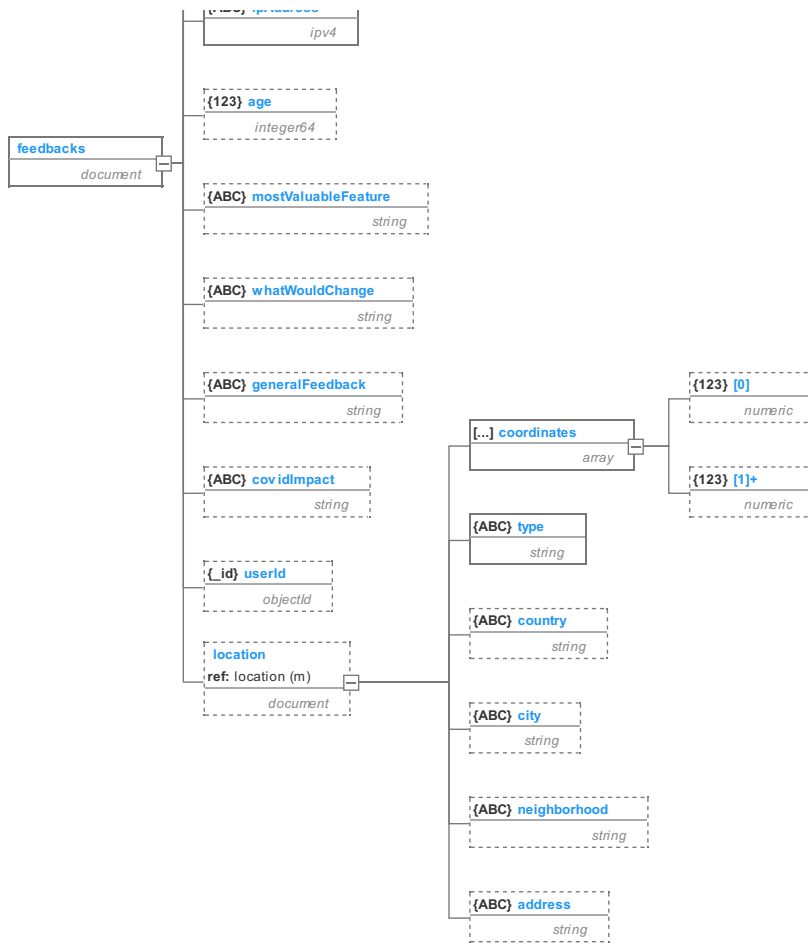 {ABC} ipAddress
ipv4
{123} age
integer64
feedbacks
document
{ABC} mostValuableFeature
string
{ABC} whatWouldChange
string
{ABC} generalFeedback
string
{ABC} covidImpact
string
{_id} userId
objectId
location
ref: location (m)
document
[...] coordinates
array
{123} [0]
numeric
{123} [1]+
numeric
{ABC} type
string
{ABC} country
string
{ABC} city
string
{ABC} neighborhood
string
{ABC} address
string